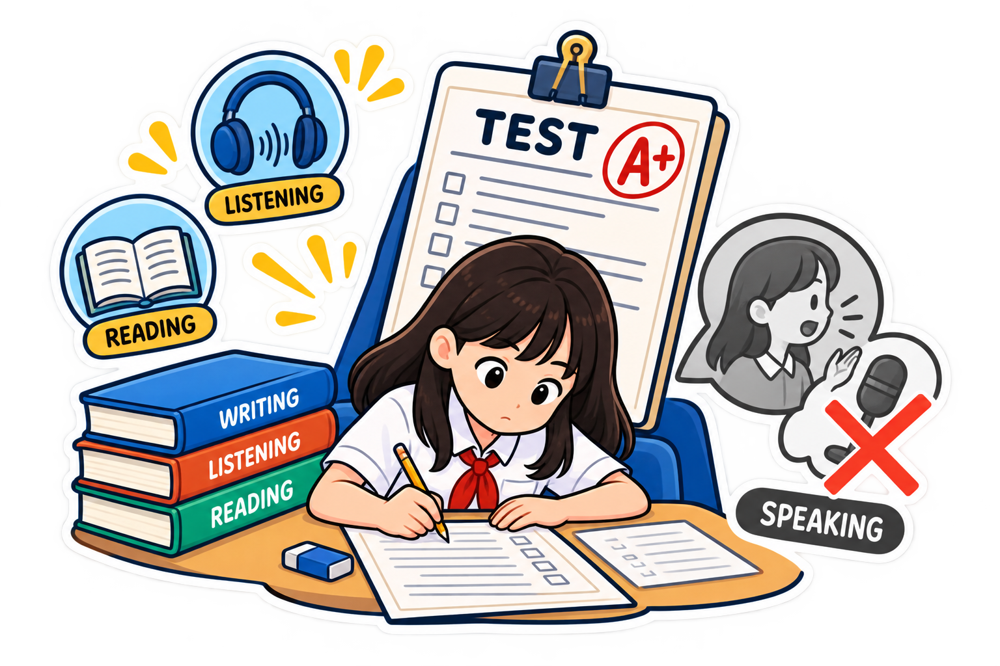 LISTENING
READING
TEST
A+
WRITING
LISTENING
READING
SPEAKING